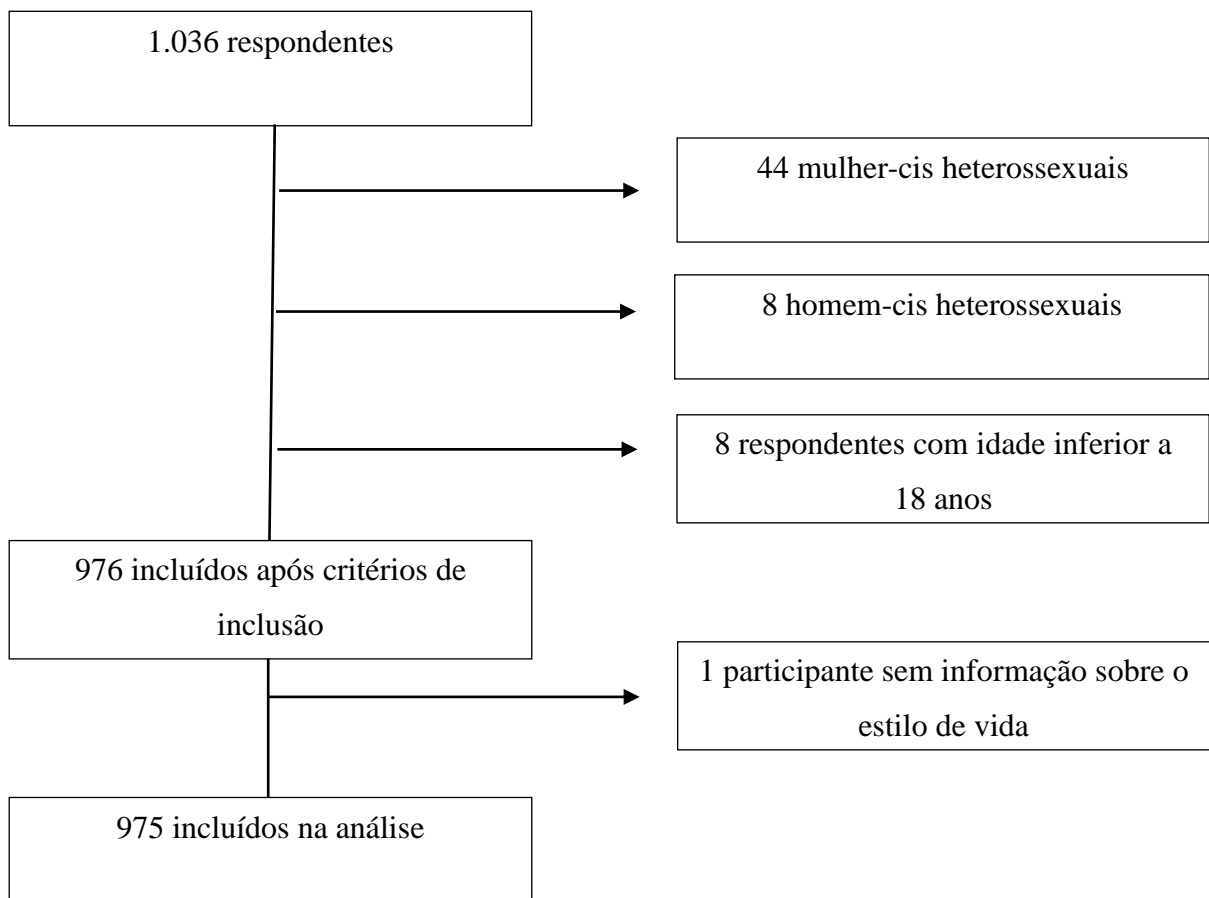 1.036 respondentes
44 mulher-cis heterossexuais
8 homem-cis heterossexuais
8 respondentes com idade inferior a
18 anos
976 incluídos após critérios de
inclusão
1 participante sem informação sobre o
estilo de vida
975 incluídos na análise